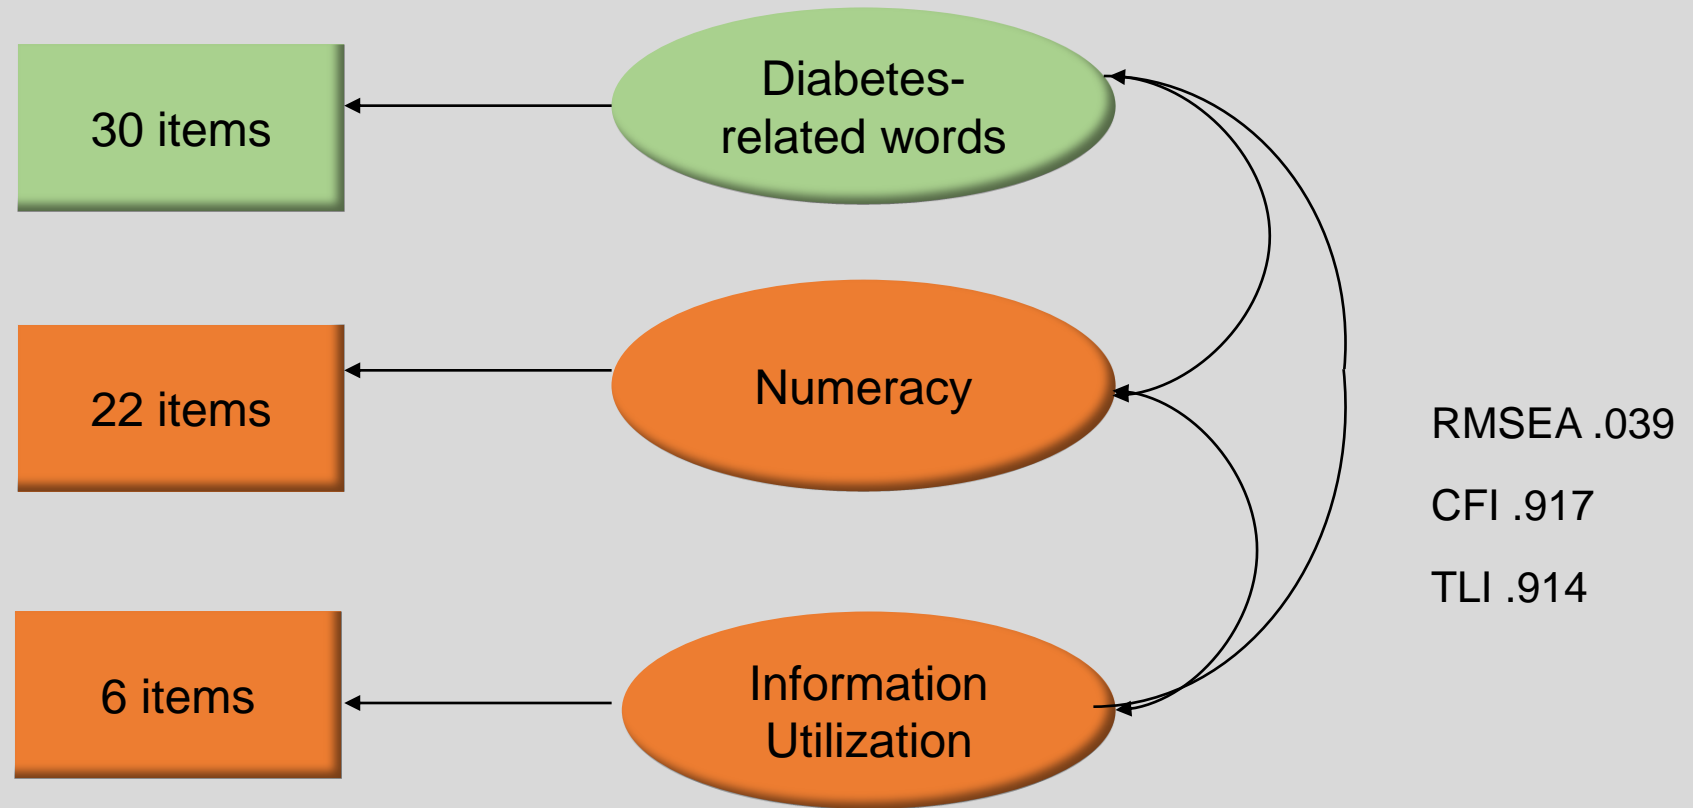 30 items
Diabetes-
related words
22 items
Numeracy
6 items
Information
Utilization
RMSEA .039
CFI .917
TLI .914